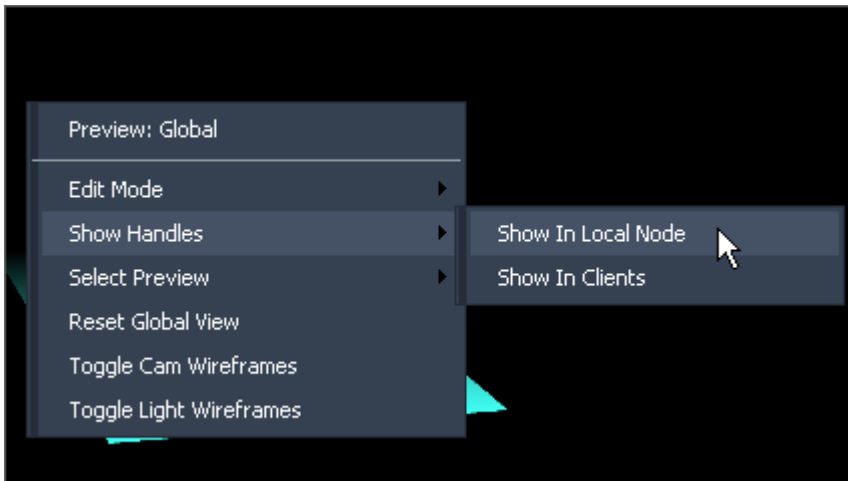 Preview: Global
Edit Mode
Show Handles
Show In Local Node
Show In Clients
Select Preview
Reset Global View
Toggle Cam Wireframes
Toggle Light Wireframes